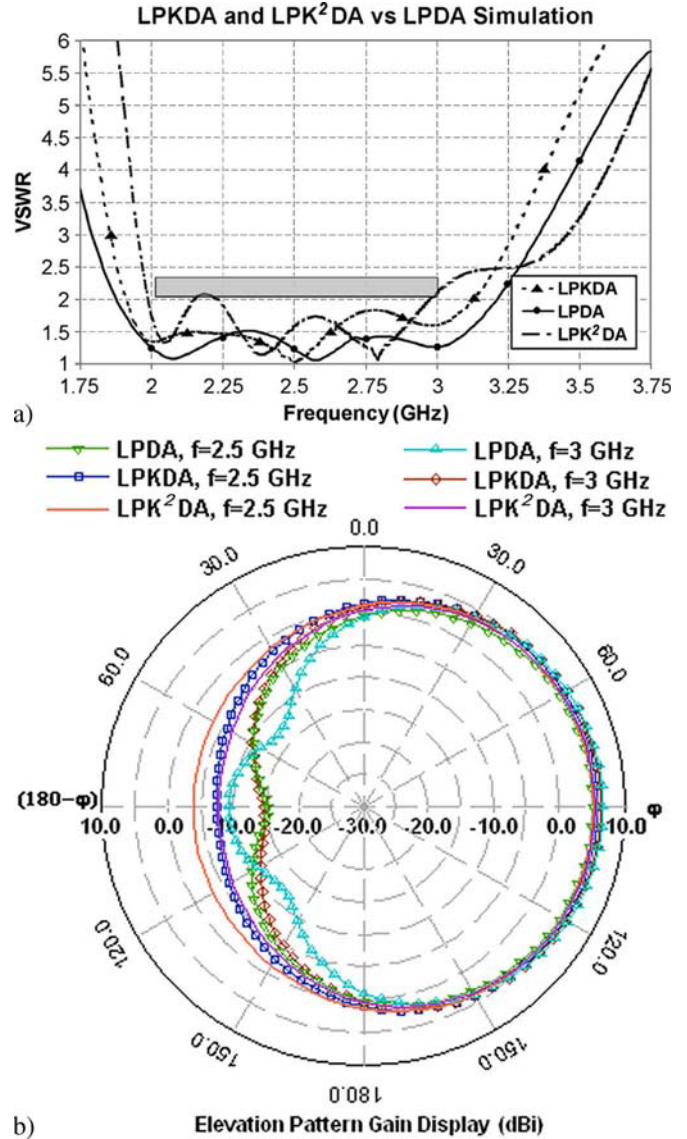 LPKDA and LPK²DA vs LPDA Simulation
6
5.5
5
4.5
4
3.5
3
2.5
2
1.5
1
VSWR
LPKDA
LPDA
LPK²DA
1.75 2 2.25 2.5 2.75 3 3.25 3.5 3.75
Frequency (GHz)
a)
LPDA, f=2.5 GHz LPDA, f=3 GHz
LPKDA, f=2.5 GHz LPKDA, f=3 GHz
LPK²DA, f=2.5 GHz LPK²DA, f=3 GHz
0.0
30.0 30.0
60.0 60.0
(180-φ) φ
10.0 0.0 -10.0 -20.0 -30.0 -20.0 -10.0 0.0 10.0
120.0 120.0
150.0 150.0
180.0
b) Elevation Pattern Gain Display (dBi)